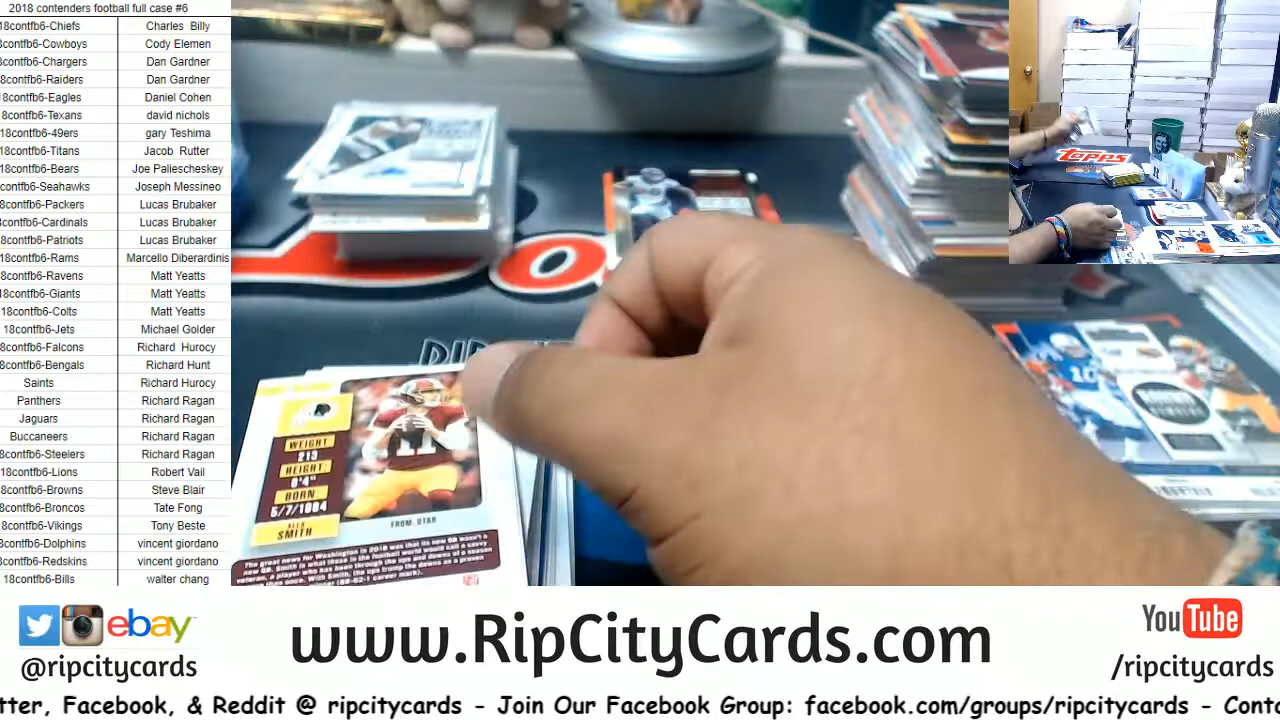 2018 contenders football full case #6
18contfb6-Chiefs Charles Billy
8contfb6-Cowboys Cody Elemen
8contfb6-Chargers Dan Gardner
8contfb6-Raiders Dan Gardner
8contfb6-Eagles Daniel Cohen
8contfb6-Texans david nichols
18contfb6-49ers gary Teshima
18contfb6-Titans Jacob Rutter
18contfb6-Bears Joe Paliescheskey
contfb6-Seahawks Joseph Messineo
8contfb6-Packers Lucas Brubaker
contfb6-Cardinals Lucas Brubaker
8contfb6-Patriots Lucas Brubaker
18contfb6-Rams Marcello Diberardinis
8contfb6-Ravens Matt Yeatts
18contfb6-Giants Matt Yeatts
18contfb6-Colts Matt Yeatts
18contfb6-Jets Michael Golder
8contfb6-Falcons Richard Hurocy
8contfb6-Bengals Richard Hunt
Saints Richard Hurocy
Panthers Richard Ragan
Jaguars Richard Ragan
Buccaneers Richard Ragan
8contfb6-Steelers Richard Ragan
18contfb6-Lions Robert Vail
8contfb6-Browns Steve Blair
8contfb6-Broncos Tate Fong
8contfb6-Vikings Tony Beste
8contfb6-Dolphins vincent giordano
contfb6-Redskins vincent giordano
18contfb6-Bills walter chang
topps
WEIGHT
213
HEIGHT
6'4"
BORN:
5/7/1984
ALEX
SMITH
FROM: UTAH
11
ebay
@ripcitycards
www.RipCityCards.com
YouTube
/ripcitycards
tter, Facebook, & Reddit @ ripcitycards - Join Our Facebook Group: facebook.com/groups/ripcitycards - Conta